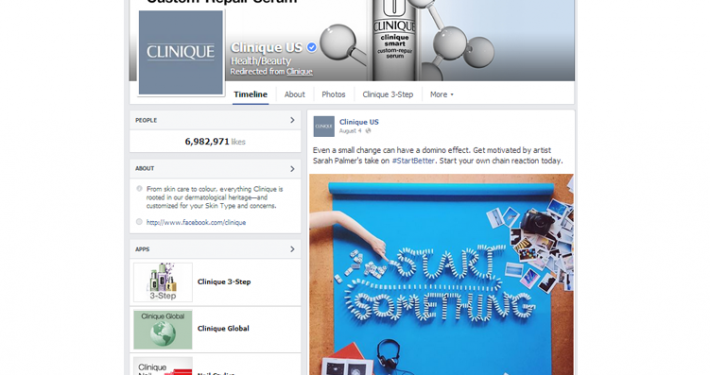 Custom Repair Serum
CLINIQUE
CLINIQUE
clinique
smart
custom-repair
serum
Clinique US
Health/Beauty
Redirected from Clinique
Timeline
About
Photos
Clinique 3-Step
More
PEOPLE
6,982,971 likes
ABOUT
From skin care to colour, everything Clinique is
rooted in our dermatological heritage—and
customized for your Skin Type and concerns.
http://www.facebook.com/clinique
APPS
3-Step
Clinique 3-Step
Clinique Global
Clinique Global
Clinique
CLINIQUE
Clinique US
August 4
Even a small change can have a domino effect. Get motivated by artist
Sarah Palmer's take on #StartBetter. Start your own chain reaction today.
START
SOMETHING